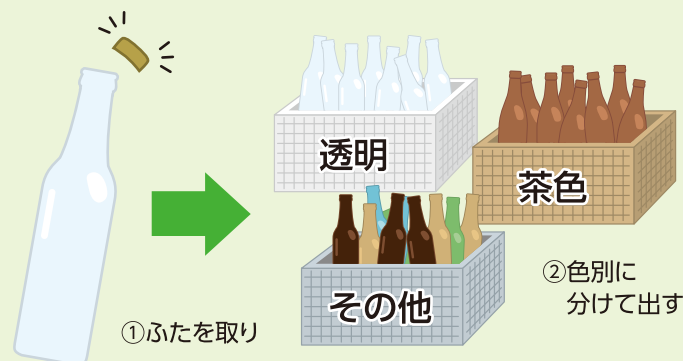 透明
茶色
その他
①ふたを取り
②色別に
分けて出す